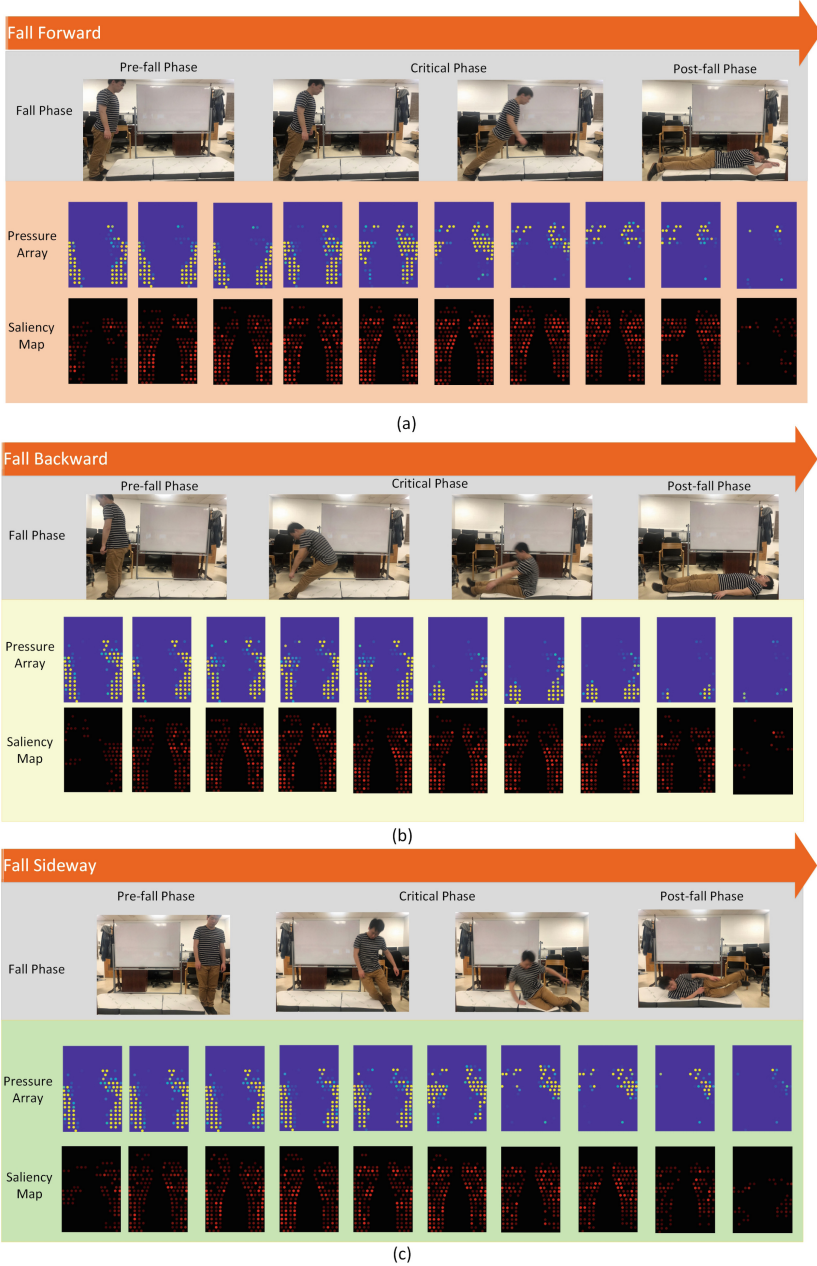 Fall Forward
Pre-fall Phase
Critical Phase
Post-fall Phase
Fall Phase
Pressure
Array
Saliency
Map
(a)
Fall Backward
Pre-fall Phase
Critical Phase
Post-fall Phase
Fall Phase
Pressure
Array
Saliency
Map
(b)
Fall Sideway
Pre-fall Phase
Critical Phase
Post-fall Phase
Fall Phase
Pressure
Array
Saliency
Map
(c)